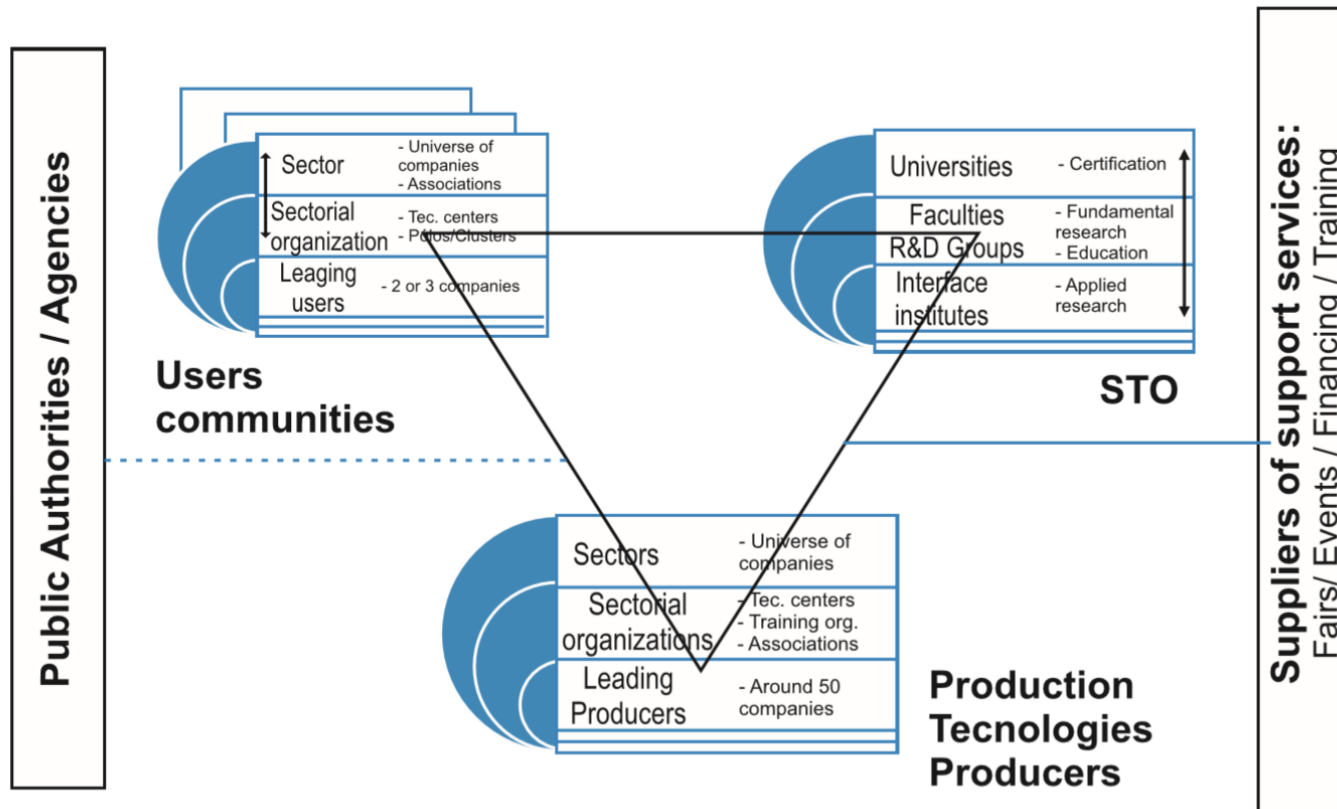 Public Authorities / Agencies
Sector
- Universe of
companies
- Associations
Sectorial
organization
- Tec. centers
- Polos/Clusters
Leaging
users
- 2 or 3 companies
Users
communities
Universities
- Certification
Faculties
R&D Groups
- Fundamental
research
- Education
Interface
institutes
- Applied
research
STO
Sectors
- Universe of
companies
Sectorial
organizations
- Tec. centers
- Training org.
- Associations
Leading
Producers
- Around 50
companies
Production
Tecnologies
Producers
Suppliers of support services:
Fairs/ Events / Financing / Training